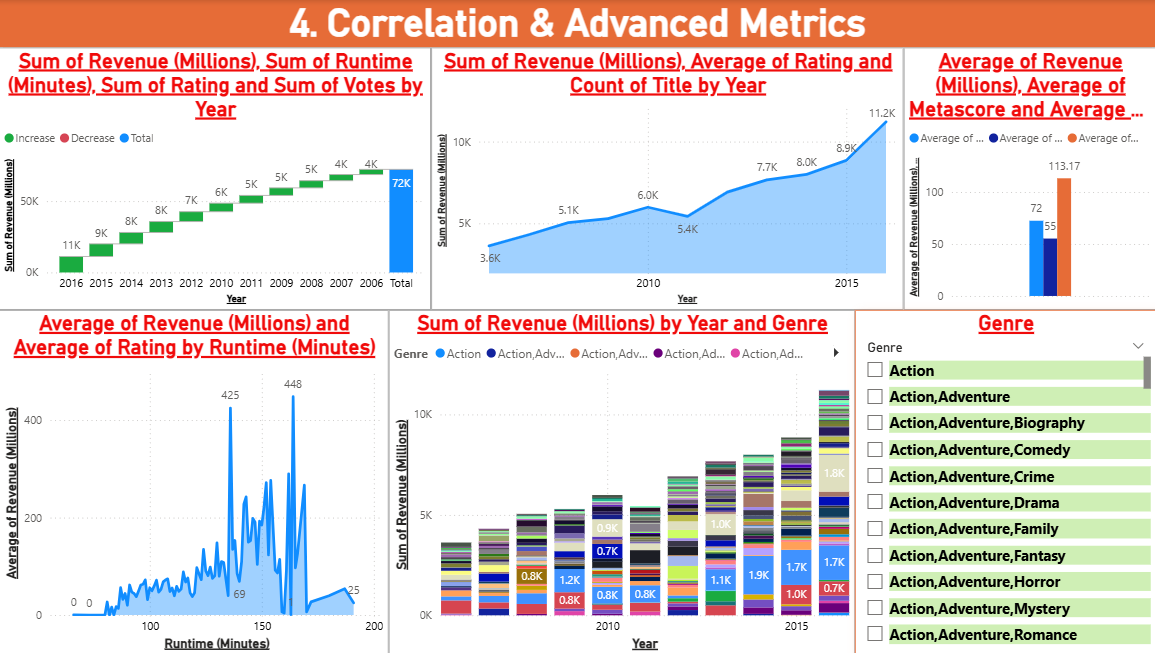 4. Correlation & Advanced Metrics
Sum of Revenue (Millions), Sum of Runtime
(Minutes), Sum of Rating and Sum of Votes by
Year
Increase Decrease Total
Sum of Revenue (Millions)
50K
0K
11K 9K 8K 8K 7K 6K 5K 5K 5K 4K 4K 72K
2016 2015 2014 2013 2012 2010 2011 2009 2008 2007 2006 Total
Year
Sum of Revenue (Millions), Average of Rating and
Count of Title by Year
Sum of Revenue (Millions)
10K
5K
3.6K 5.1K 6.0K 5.4K 7.7K 8.0K 8.9K 11.2K
2010 2015
Year
Average of Revenue
(Millions), Average of
Metascore and Average ...
Average of ... Average of ... Average of...
Average of Revenue (Millions), ...
100
50
0
72 55 113.17
Average of Revenue (Millions) and
Average of Rating by Runtime (Minutes)
Average of Revenue (Millions)
400
200
0
0 0 425 69 448 25
100 150 200
Runtime (Minutes)
Sum of Revenue (Millions) by Year and Genre
Genre Action Action,Adv... Action,Adv... Action,Ad... Action,Ad...
Sum of Revenue (Millions)
10K
5K
0K
0.8K
1.2K
0.8K
0.9K
0.7K
0.8K
0.8K
1.0K
1.1K
1.9K
1.7K
1.0K
1.8K
1.7K
0.7K
2010 2015
Year
Genre
Genre
Action
Action,Adventure
Action,Adventure,Biography
Action,Adventure,Comedy
Action,Adventure,Crime
Action,Adventure,Drama
Action,Adventure,Family
Action,Adventure,Fantasy
Action,Adventure,Horror
Action,Adventure,Mystery
Action,Adventure,Romance